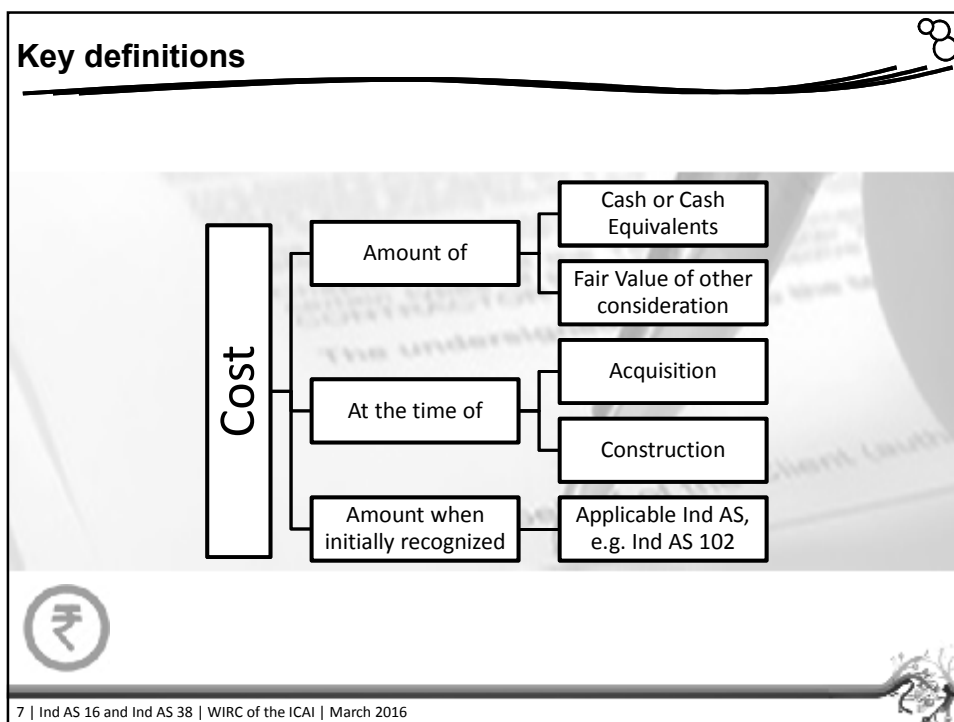 Key definitions
Cost
Amount of
Cash or Cash
Equivalents
Fair Value of other
consideration
At the time of
Acquisition
Construction
Amount when
initially recognized
Applicable Ind AS,
e.g. Ind AS 102
The undersigned
₹
7 | Ind AS 16 and Ind AS 38 | WIRC of the ICAI | March 2016